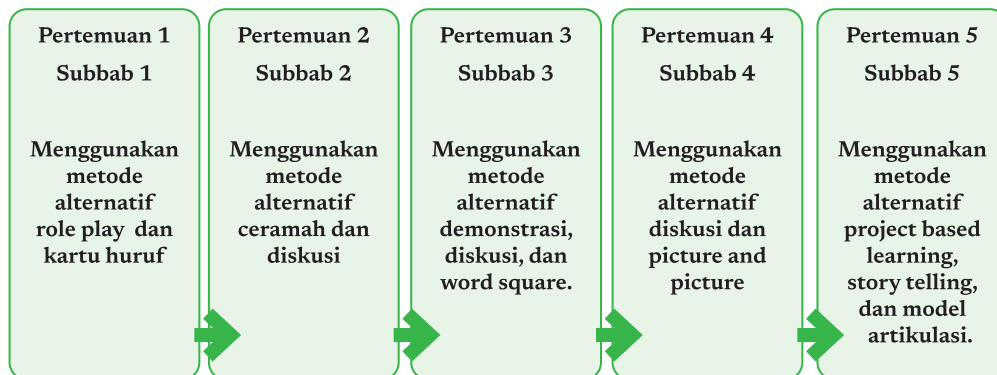 Pertemuan 1
Subbab 1
Menggunakan
metode
alternatif
role play dan
kartu huruf
Pertemuan 2
Subbab 2
Menggunakan
metode
alternatif
ceramah dan
diskusi
Pertemuan 3
Subbab 3
Menggunakan
metode
alternatif
demonstrasi,
diskusi, dan
word square.
Pertemuan 4
Subbab 4
Menggunakan
metode
alternatif
diskusi dan
picture and
picture
Pertemuan 5
Subbab 5
Menggunakan
metode
alternatif
project based
learning,
story telling,
dan model
artikulasi.